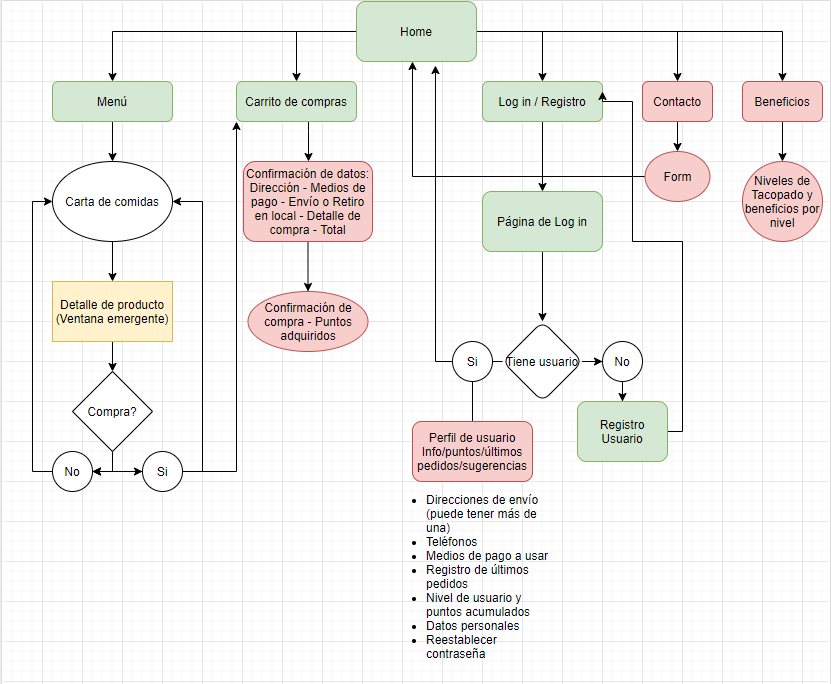 Home
Menú
Carrito de compras
Log in / Registro
Contacto
Beneficios
Carta de comidas
Confirmación de datos:
Dirección - Medios de
pago - Envío o Retiro
en local - Detalle de
compra - Total
Página de Log in
Form
Niveles de
Tacopado y
beneficios por
nivel
Detalle de producto
(Ventana emergente)
Confirmación de
compra - Puntos
adquiridos
Compra?
No
Si
Si
Tiene usuario
No
Registro
Usuario
Perfil de usuario
Info/puntos/últimos
pedidos/sugerencias
Direcciones de envío
(puede tener más de
una)
Teléfonos
Medios de pago a usar
Registro de últimos
pedidos
Nivel de usuario y
puntos acumulados
Datos personales
Reestablecer
contraseña